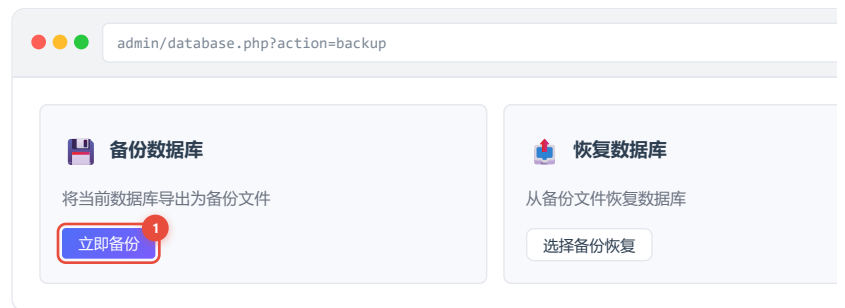 admin/database.php?action=backup
备份数据库
将当前数据库导出为备份文件
立即备份
1
恢复数据库
从备份文件恢复数据库
选择备份恢复